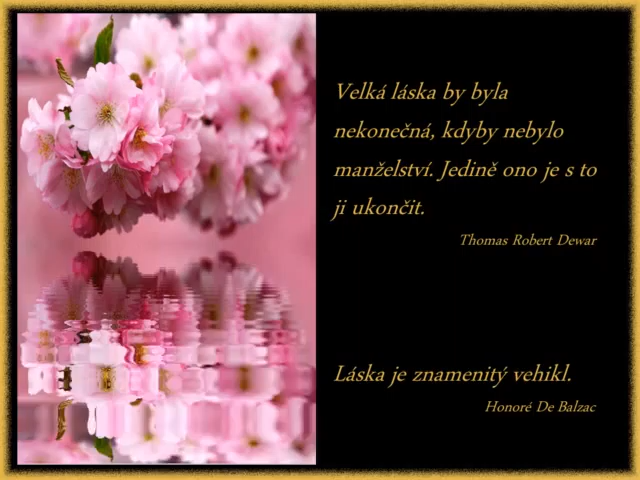 Velká láska by byla
nekonečná, kdyby nebylo
manželství. Jedině ono je s to
ji ukončit.
Thomas Robert Dewar
Láska je znamenitý vehikl.
Honoré De Balzac